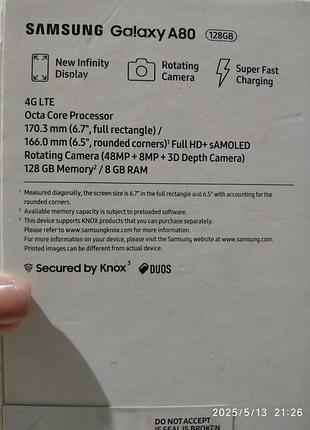 SAMSUNG Galaxy A80 128GB
New Infinity Display
Rotating Camera
Super Fast Charging
4G LTE
Octa Core Processor
170.3 mm (6.7", full rectangle) /
166.0 mm (6.5", rounded corners)¹ Full HD+ sAMOLED
Rotating Camera (48MP + 8MP + 3D Depth Camera)
128 GB Memory² / 8 GB RAM
¹ Measured diagonally, the screen size is 6.7" in the full rectangle and 6.5" with accounting for the
rounded corners.
² Available memory capacity is subject to preloaded software.
³ This device supports KNOX products that you can purchase separately.
Please refer to www.samsungknox.com for more information.
For more information on your device, please visit the Samsung website at www.samsung.com.
Printed images can be different from actual device.
Secured by Knox³ DUOS
2025/5/13 21:26
DO NOT ACCEPT
IF SEAL IS BROKEN